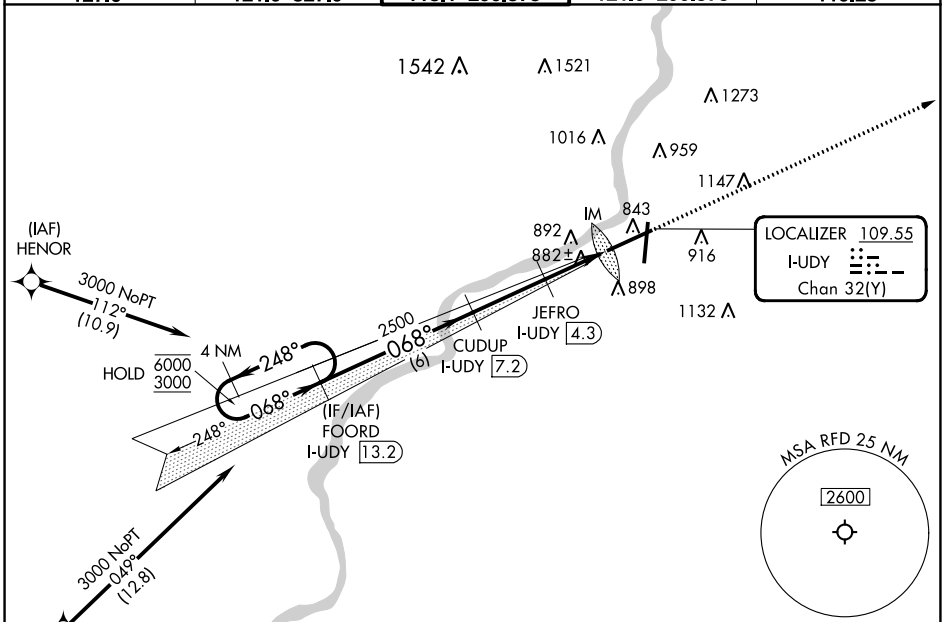 1542
1521
1273
1016
959
1147
IM
843
892
882±
916
898
1132
LOCALIZER 109.55
I-UDY
Chan 32(Y)
(IAF)
HENOR
3000 NoPT
112°
(10.9)
HOLD
6000
3000
4 NM
248°
068°
248°
2500
068°
(6)
JEFRO
I-UDY 4.3
CUDUP
I-UDY 7.2
(IF/IAF)
FOORD
I-UDY 13.2
3000 NoPT
049°
(12.8)
MSA RFD 25 NM
2600